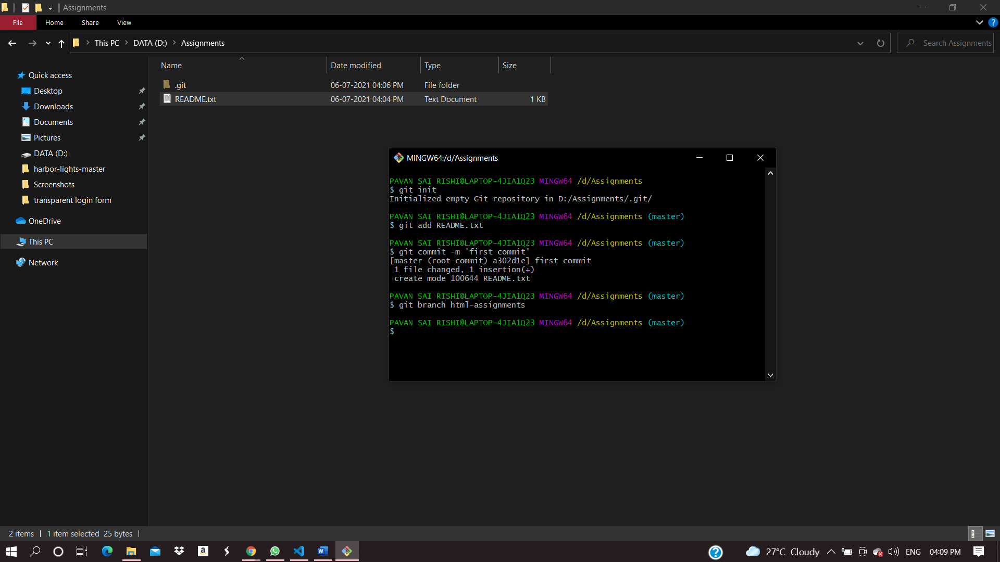 Assignments
File
Home
Share
View
?
This PC
DATA (D:)
Assignments
Search Assignments
Quick access
Desktop
Downloads
Documents
Pictures
DATA (D:)
harbor-lights-master
Screenshots
transparent login form
OneDrive
This PC
Network
Name Date modified Type Size
.git 06-07-2021 04:06 PM File folder
README.txt 06-07-2021 04:04 PM Text Document 1 KB
MINGW64:/d/Assignments
PAVAN SAI RISHI@LAPTOP-4JIA1Q23 MINGW64 /d/Assignments
$ git init
Initialized empty Git repository in D:/Assignments/.git/
PAVAN SAI RISHI@LAPTOP-4JIA1Q23 MINGW64 /d/Assignments (master)
$ git add README.txt
PAVAN SAI RISHI@LAPTOP-4JIA1Q23 MINGW64 /d/Assignments (master)
$ git commit -m 'first commit'
[master (root-commit) a302d1e] first commit
1 file changed, 1 insertion(+)
create mode 100644 README.txt
PAVAN SAI RISHI@LAPTOP-4JIA1Q23 MINGW64 /d/Assignments (master)
$ git branch html-assignments
PAVAN SAI RISHI@LAPTOP-4JIA1Q23 MINGW64 /d/Assignments (master)
$
2 items
1 item selected 25 bytes
a
W
?
27°C Cloudy
ENG
04:09 PM